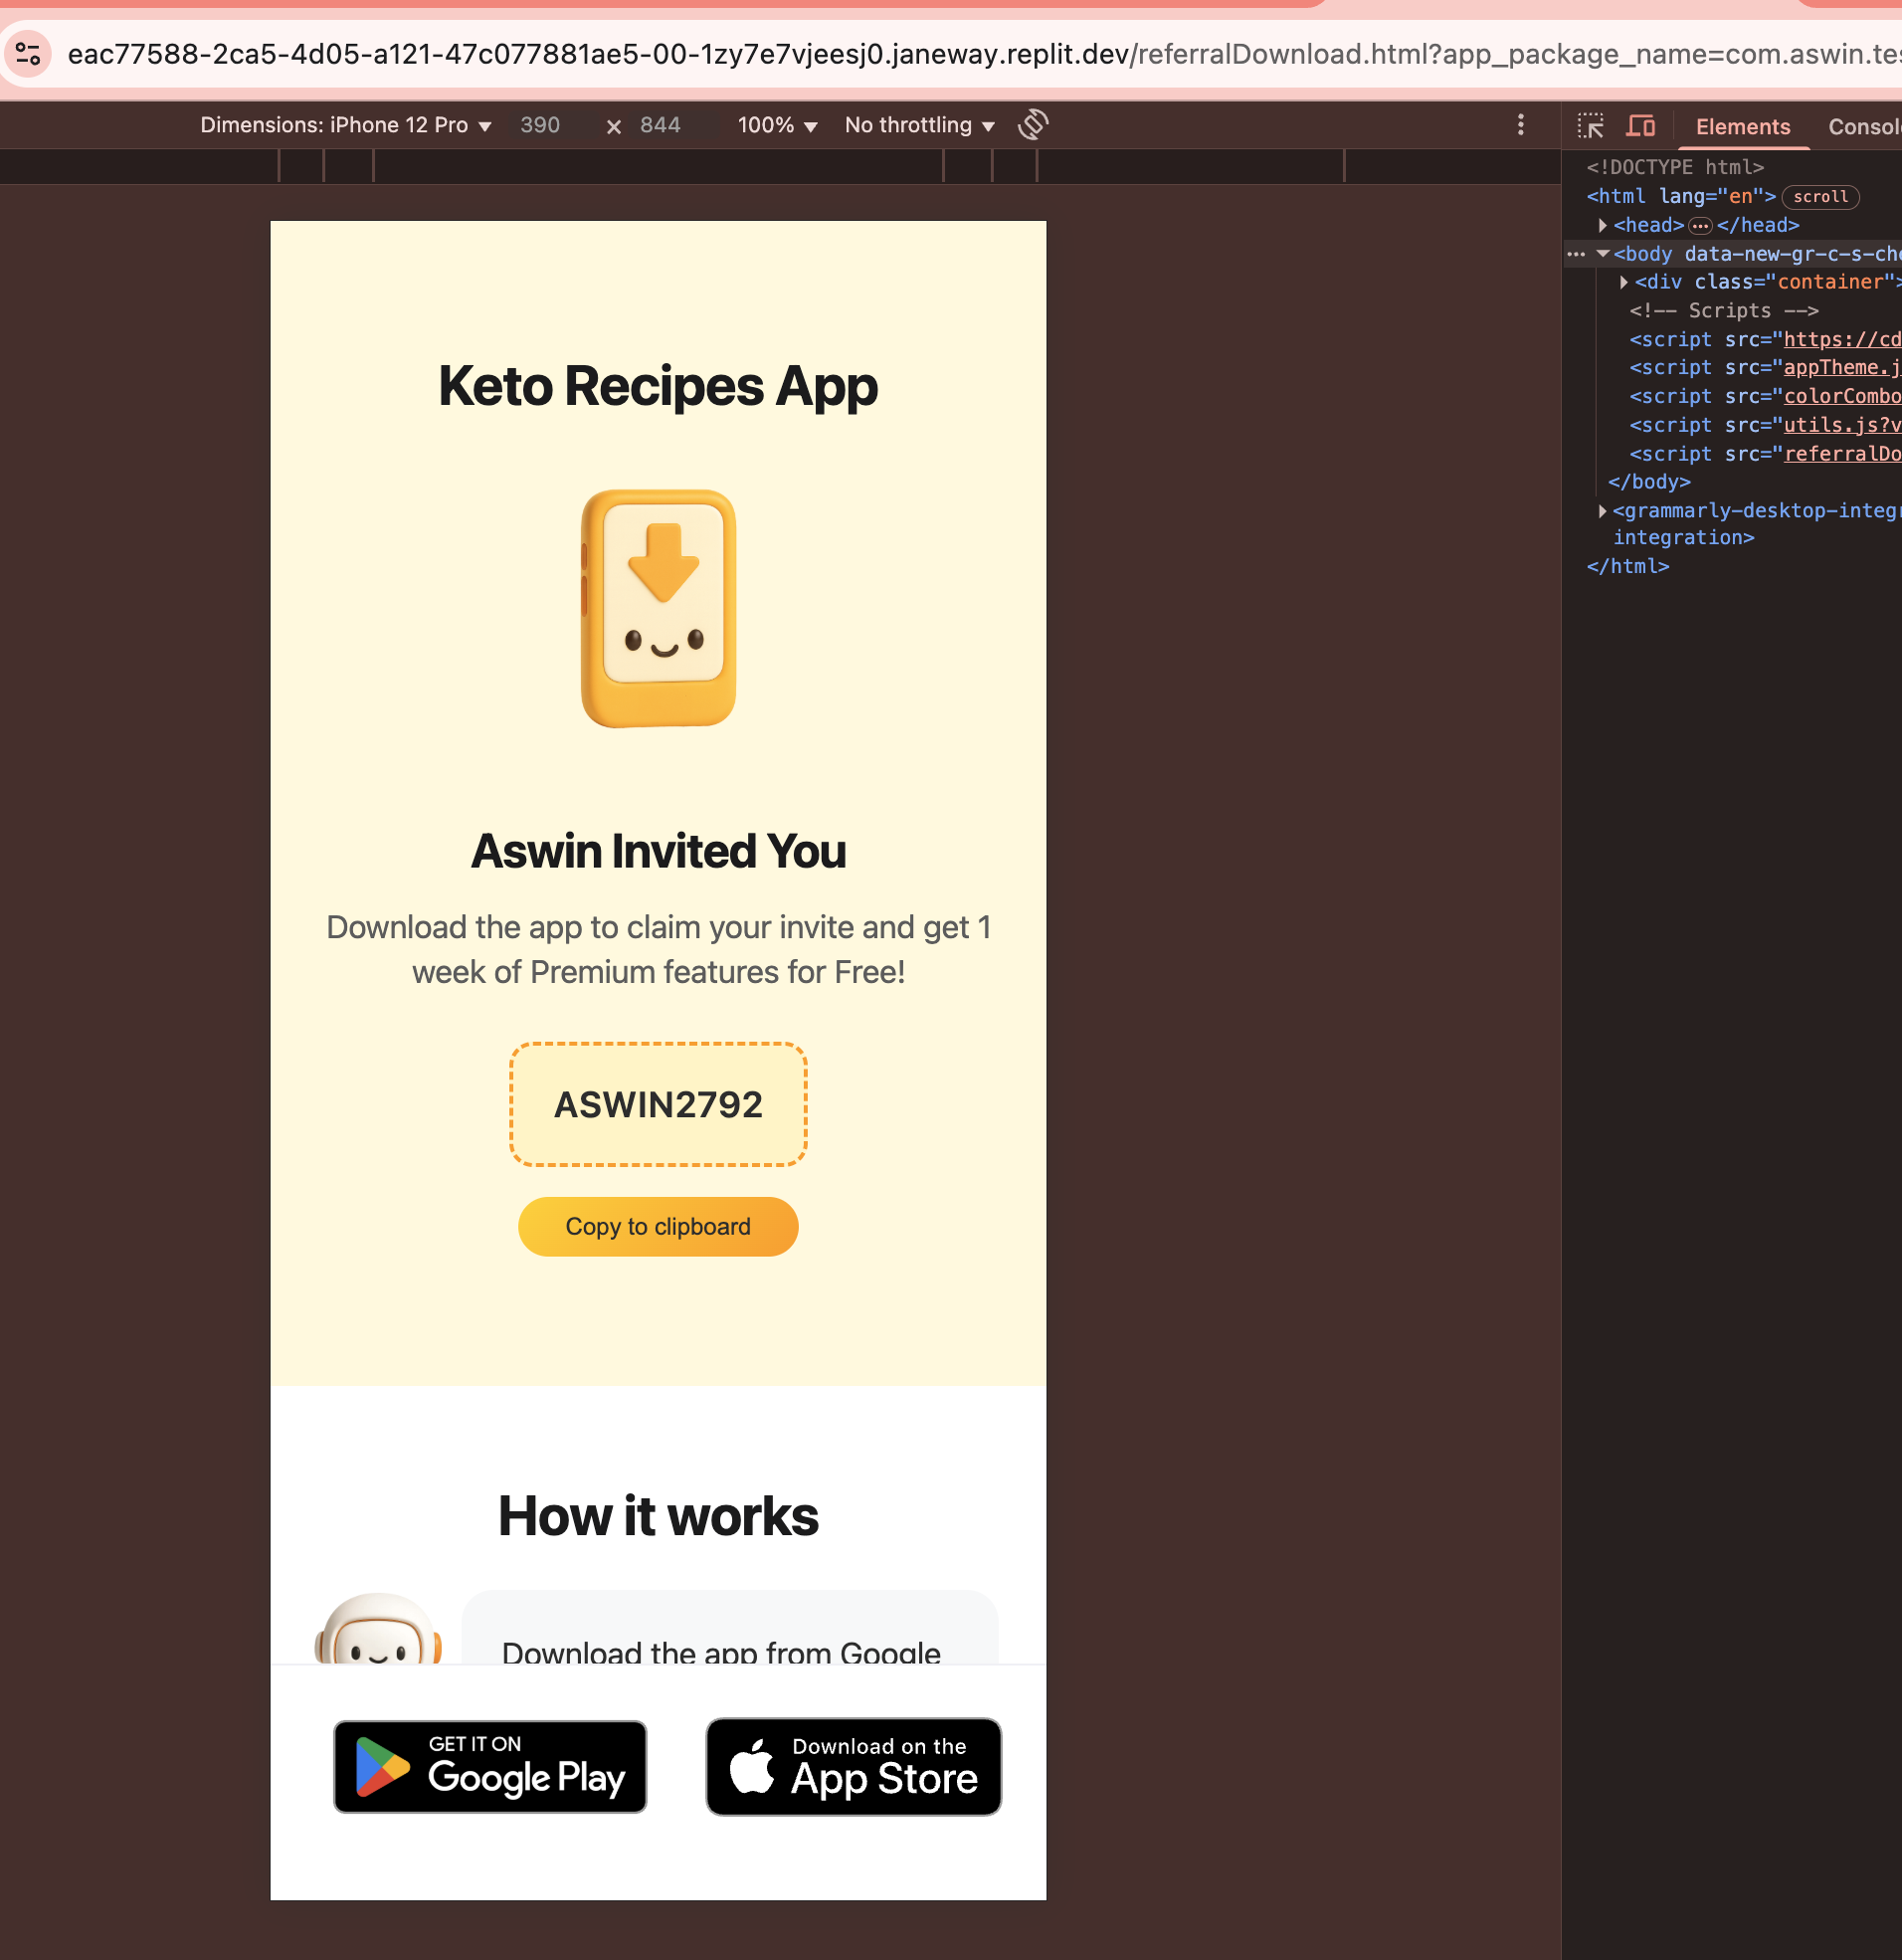 eac77588-2ca5-4d05-a121-47c077881ae5-00-1zy7e7vjeesj0.janeway.replit.dev/referralDownload.html?app_package_name=com.aswin.tes
Dimensions: iPhone 12 Pro 390 × 844 100% No throttling
Elements Consol
Keto Recipes App
Aswin Invited You
Download the app to claim your invite and get 1
week of Premium features for Free!
ASWIN2792
Copy to clipboard
How it works
Download the app from Google
GET IT ON
Google Play
Download on the
App Store
<!DOCTYPE html>
<html lang="en"> scroll
<head> … </head>
… <body data-new-gr-c-s-che
<div class="container">
<!-- Scripts -->
<script src="https://cd
<script src="appTheme.j
<script src="colorCombo
<script src="utils.js?v
<script src="referralDo
</body>
<grammarly-desktop-integr
integration>
</html>